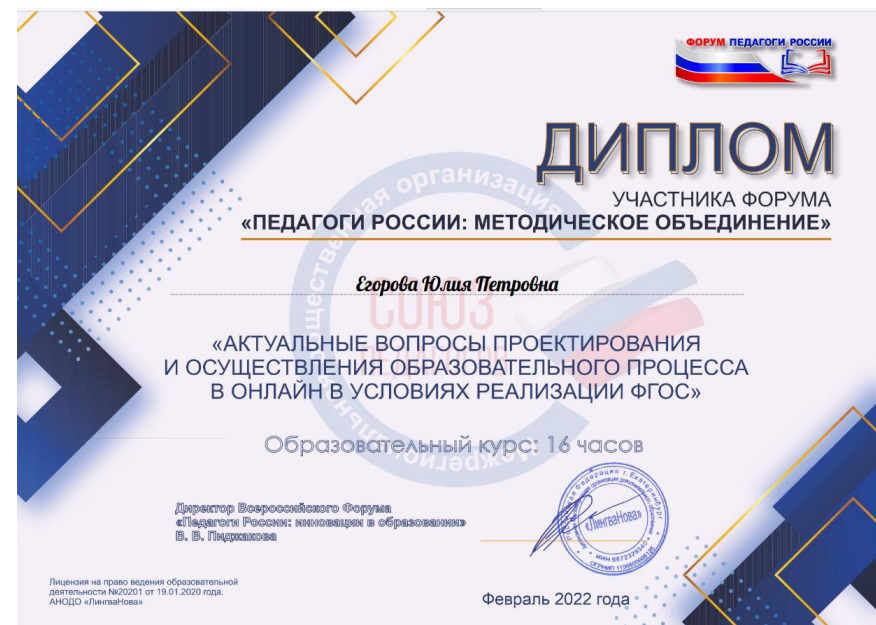 ФОРУМ ПЕДАГОГИ РОССИИ
ДИПЛОМ
УЧАСТНИКА ФОРУМА
«ПЕДАГОГИ РОССИИ: МЕТОДИЧЕСКОЕ ОБЪЕДИНЕНИЕ»
Егорова Юлия Петровна
СОЮЗ
«АКТУАЛЬНЫЕ ВОПРОСЫ ПРОЕКТИРОВАНИЯ
И ОСУЩЕСТВЛЕНИЯ ОБРАЗОВАТЕЛЬНОГО ПРОЦЕССА
В ОНЛАЙН В УСЛОВИЯХ РЕАЛИЗАЦИИ ФГОС»
Образовательный курс: 16 часов
Директор Всероссийского Форума
«Педагоги России: инновации в образовании»
В. В. Пиджакова
«ЛингваНова»
Лицензия на право ведения образовательной
деятельности №20201 от 19.01.2020 года.
АНОДО «ЛингваНова»
Февраль 2022 года